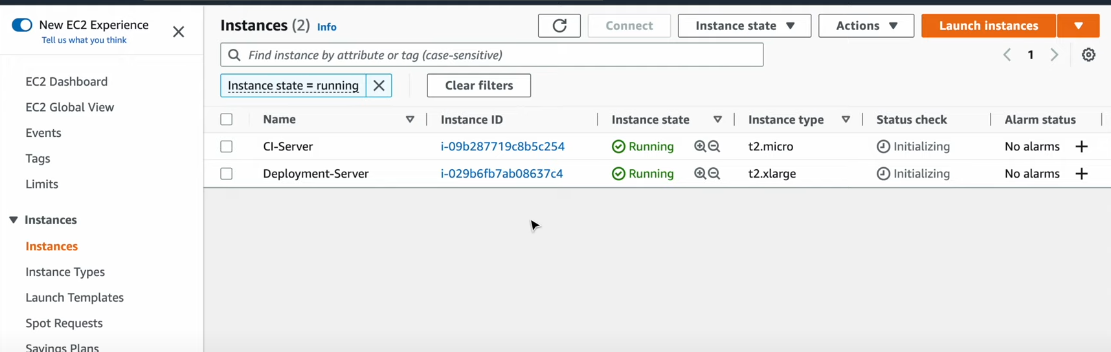 New EC2 Experience
Tell us what you think
EC2 Dashboard
EC2 Global View
Events
Tags
Limits
Instances
Instances
Instance Types
Launch Templates
Spot Requests
Savings Plans
Instances (2) Info
Connect
Instance state
Actions
Launch instances
Find instance by attribute or tag (case-sensitive)
1
Instance state = running
Clear filters
Name Instance ID Instance state Instance type Status check Alarm status
CI-Server i-09b287719c8b5c254 Running t2.micro Initializing No alarms
Deployment-Server i-029b6fb7ab08637c4 Running t2.xlarge Initializing No alarms